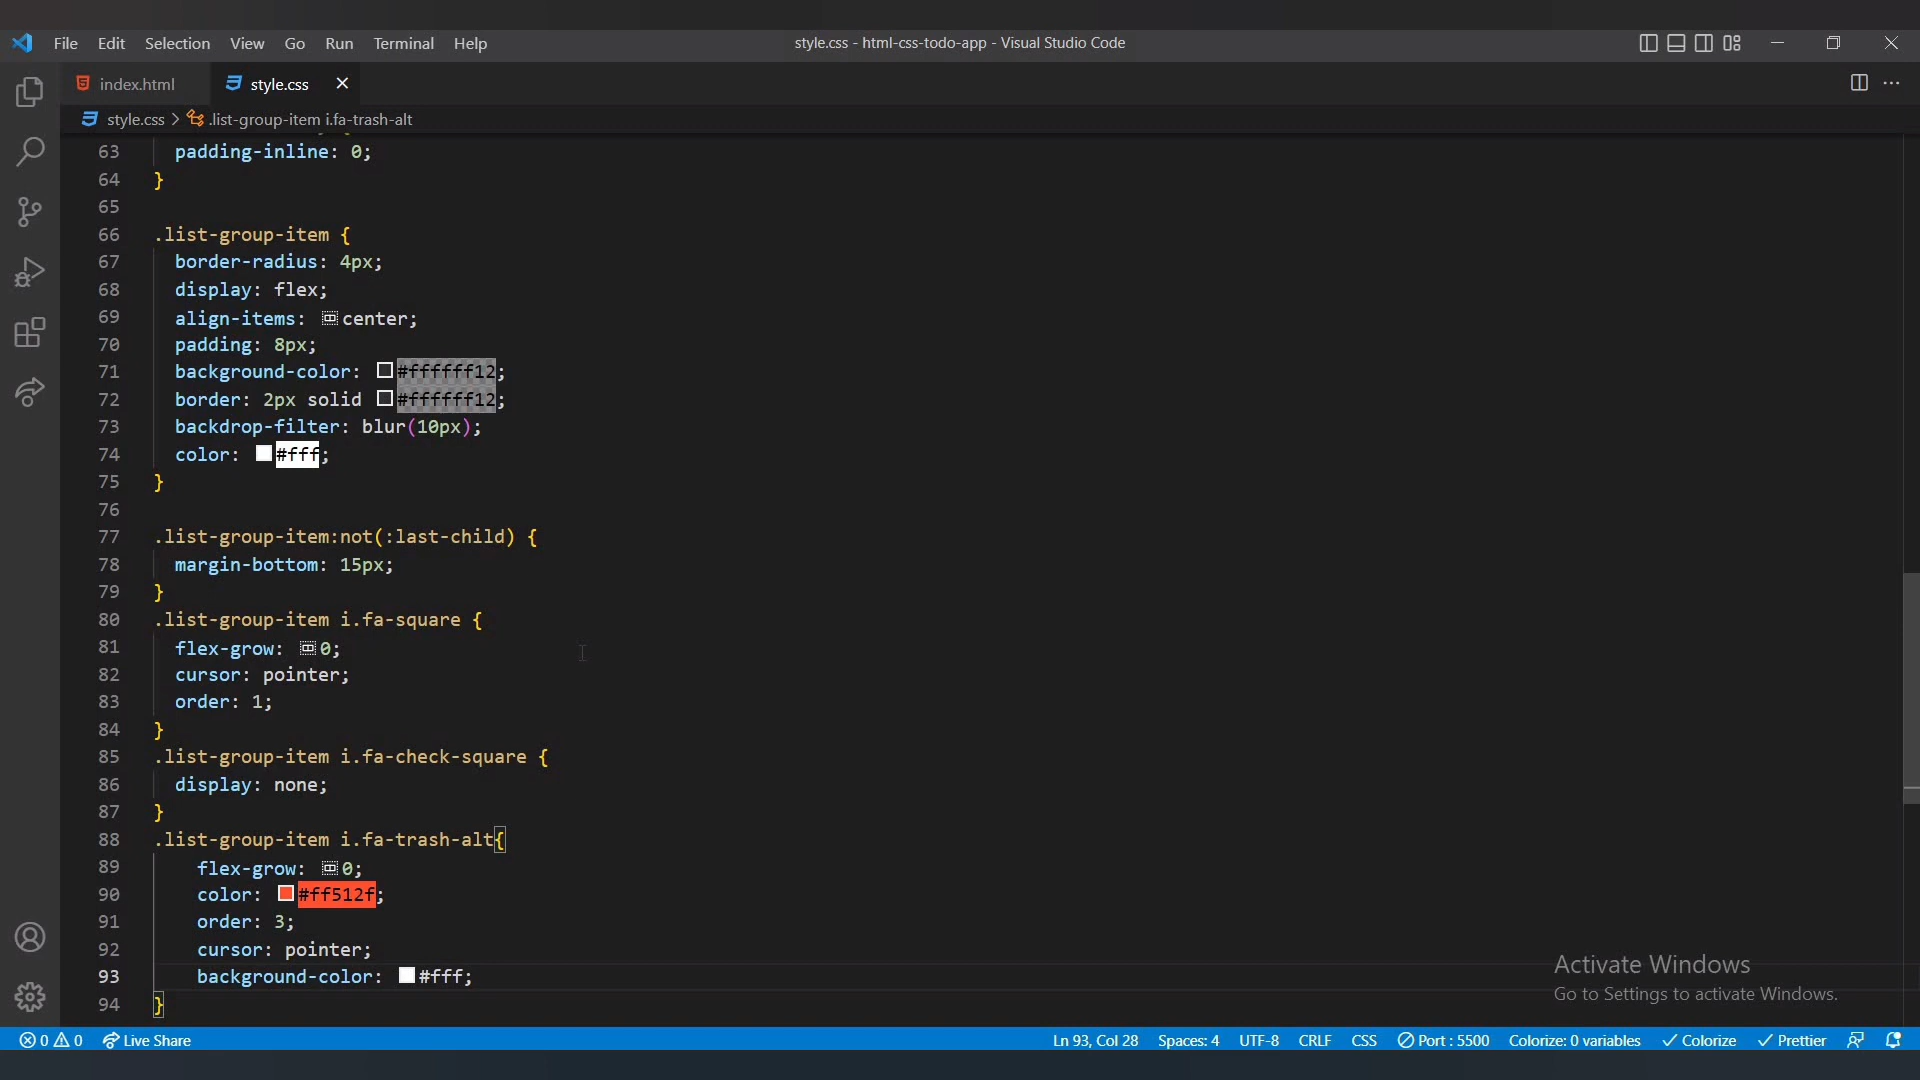 File Edit Selection View Go Run Terminal Help
style.css - html-css-todo-app - Visual Studio Code
index.html
style.css
style.css > .list-group-item i.fa-trash-alt
63 padding-inline: 0;
64 }
65
66 .list-group-item {
67 border-radius: 4px;
68 display: flex;
69 align-items: center;
70 padding: 8px;
71 background-color: #ffffff12;
72 border: 2px solid #ffffff12;
73 backdrop-filter: blur(10px);
74 color: #fff;
75 }
76
77 .list-group-item:not(:last-child) {
78 margin-bottom: 15px;
79 }
80 .list-group-item i.fa-square {
81 flex-grow: 0;
82 cursor: pointer;
83 order: 1;
84 }
85 .list-group-item i.fa-check-square {
86 display: none;
87 }
88 .list-group-item i.fa-trash-alt{
89 flex-grow: 0;
90 color: #ff512f;
91 order: 3;
92 cursor: pointer;
93 background-color: #fff;
94 }
Activate Windows
Go to Settings to activate Windows.
0 0 Live Share Ln 93, Col 28 Spaces: 4 UTF-8 CRLF CSS Port : 5500 Colorize: 0 variables Colorize Prettier